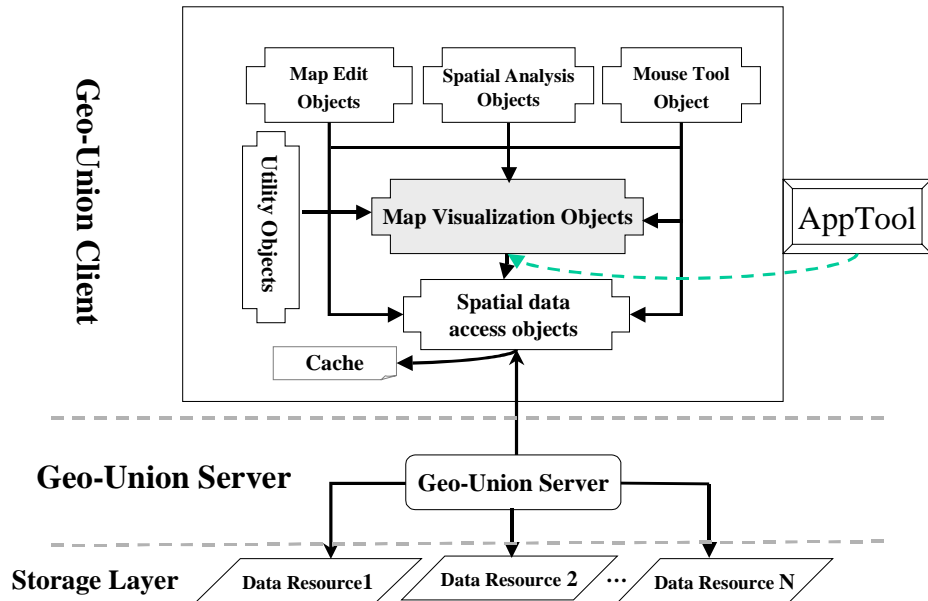 Geo-Union Client
Map Edit
Objects
Spatial Analysis
Objects
Mouse Tool
Object
Utility Objects
Map Visualization Objects
AppTool
Spatial data
access objects
Cache
Geo-Union Server
Geo-Union Server
Storage Layer
Data Resource1
Data Resource 2
...
Data Resource N